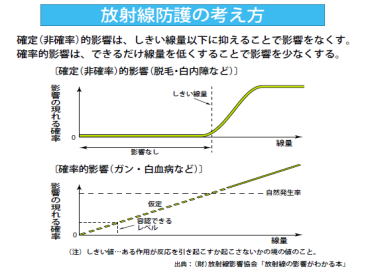 放射線防護の考え方
確定(非確率)的影響は、しきい線量以下に抑えることで影響をなくす。
確率的影響は、できるだけ線量を低くすることで影響を少なくする。
〔確定(非確率)的影響(脱毛・白内障など)〕
影響の現れる確率
しきい線量
0
影響なし
線量
〔確率的影響(ガン・白血病など)〕
影響の現れる確率
自然発生率
仮定
容認できる
レベル
0
線量
(注) しきい値…ある作用が反応を引き起こすか起こさないかの境の値のこと。
出典:(財)放射線影響協会「放射線の影響がわかる本」